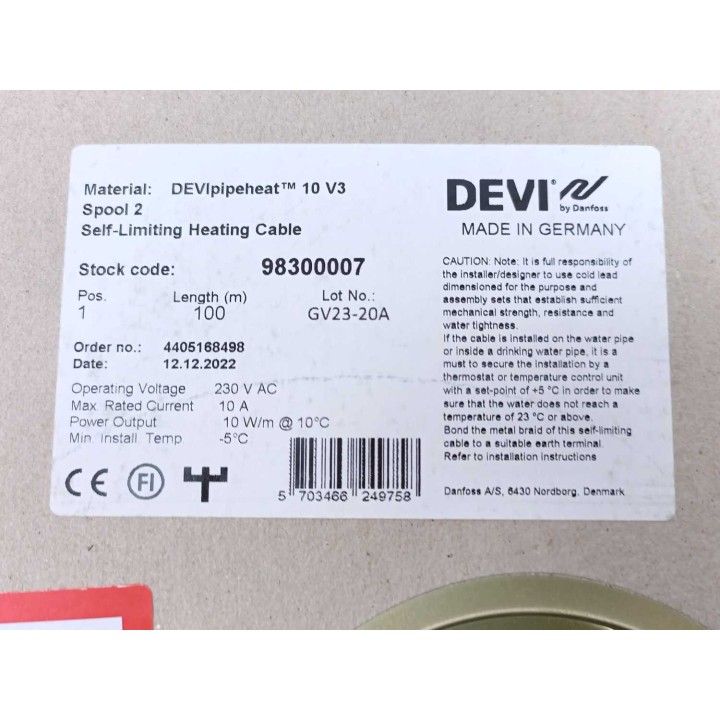 Material: DEVIpipeheat™ 10 V3
Spool 2
Self-Limiting Heating Cable
Stock code: 98300007
Pos. Length (m) Lot No.:
1 100 GV23-20A
Order no.: 4405168498
Date: 12.12.2022
Operating Voltage 230 V AC
Max. Rated Current 10 A
Power Output 10 W/m @ 10°C
Min. Install. Temp. -5°C
CE FI
5 703466 249758
DEVI®
by Danfoss
MADE IN GERMANY
CAUTION: Note: It is full responsibility of
the installer/designer to use cold lead
dimensioned for the purpose and
assembly sets that establish sufficient
mechanical strength, resistance and
water tightness.
If the cable is installed on the water pipe
or inside a drinking water pipe, it is a
must to secure the installation by a
thermostat or temperature control unit
with a set-point of +5 °C in order to make
sure that the water does not reach a
temperature of 23 °C or above.
Bond the metal braid of this self-limiting
cable to a suitable earth terminal.
Refer to installation instructions
Danfoss A/S, 6430 Nordborg, Denmark